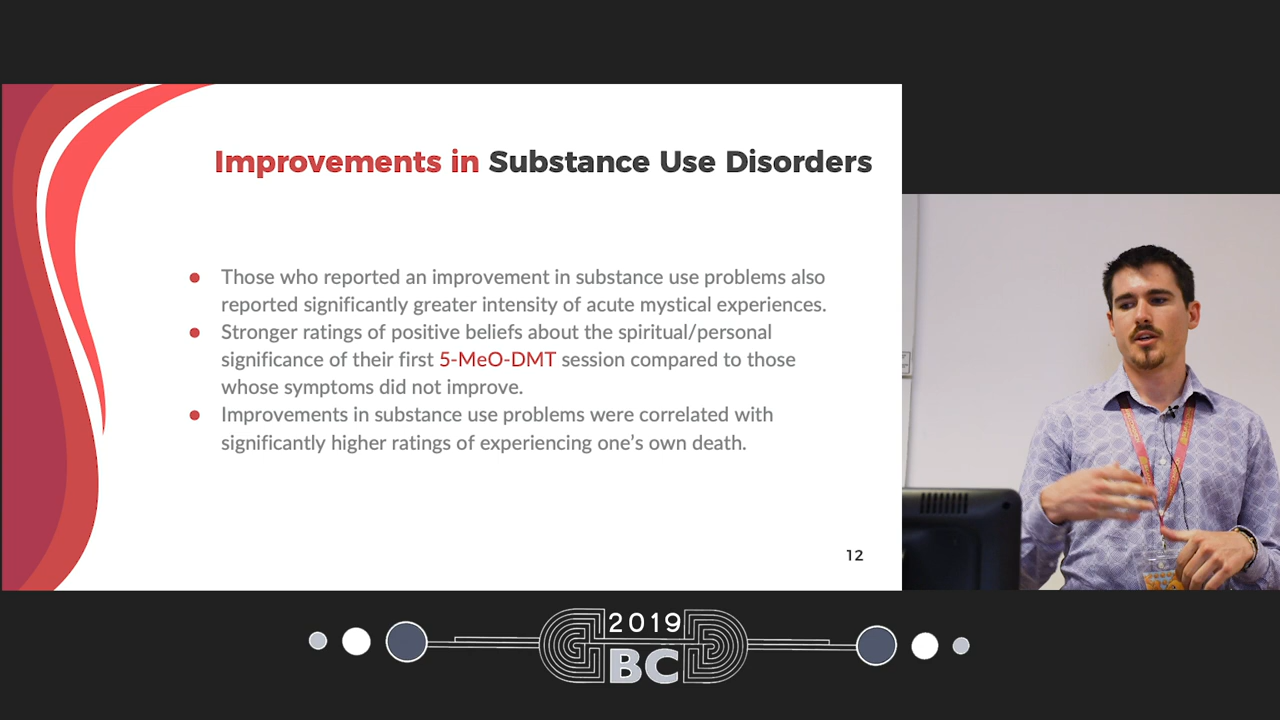 Improvements in Substance Use Disorders
Those who reported an improvement in substance use problems also
reported significantly greater intensity of acute mystical experiences.
Stronger ratings of positive beliefs about the spiritual/personal
significance of their first 5-MeO-DMT session compared to those
whose symptoms did not improve.
Improvements in substance use problems were correlated with
significantly higher ratings of experiencing one's own death.
12
2019
BC